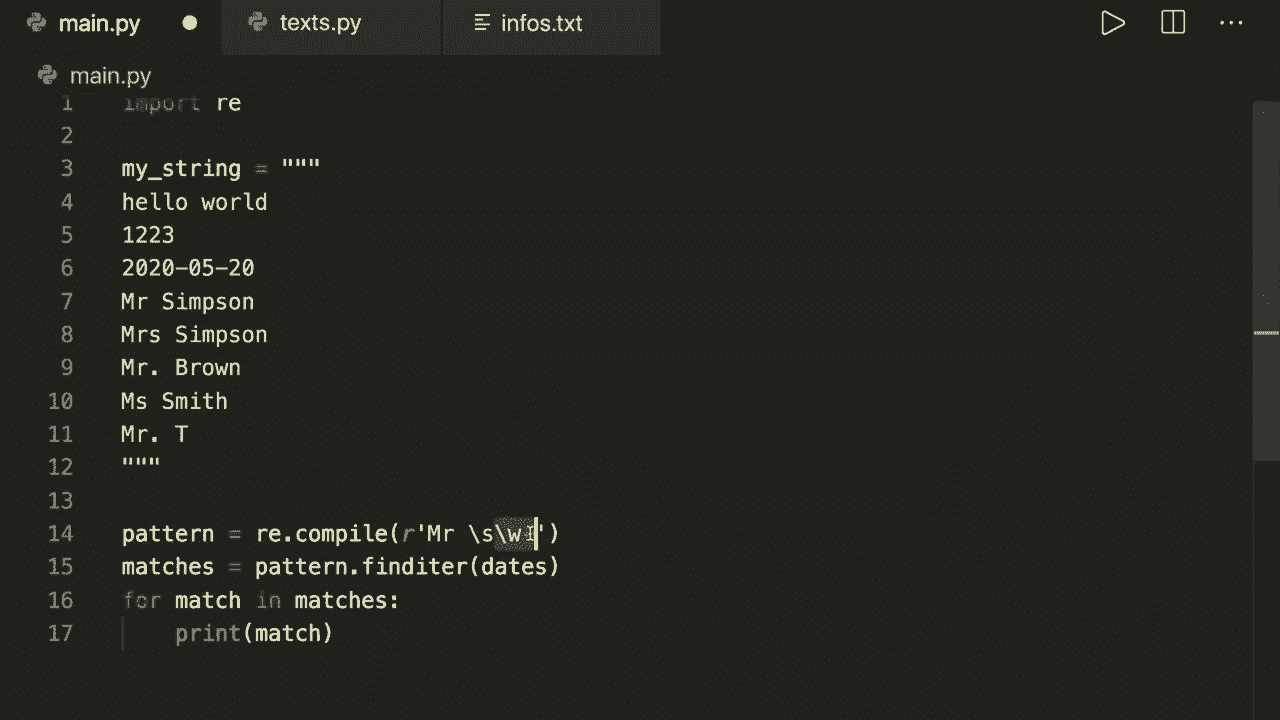 main.py texts.py infos.txt
main.py
1 import re
2
3 my_string = """
4 hello world
5 1223
6 2020-05-20
7 Mr Simpson
8 Mrs Simpson
9 Mr. Brown
10 Ms Smith
11 Mr. T
12 """
13
14 pattern = re.compile(r'Mr \s\w+')
15 matches = pattern.finditer(dates)
16 for match in matches:
17 print(match)